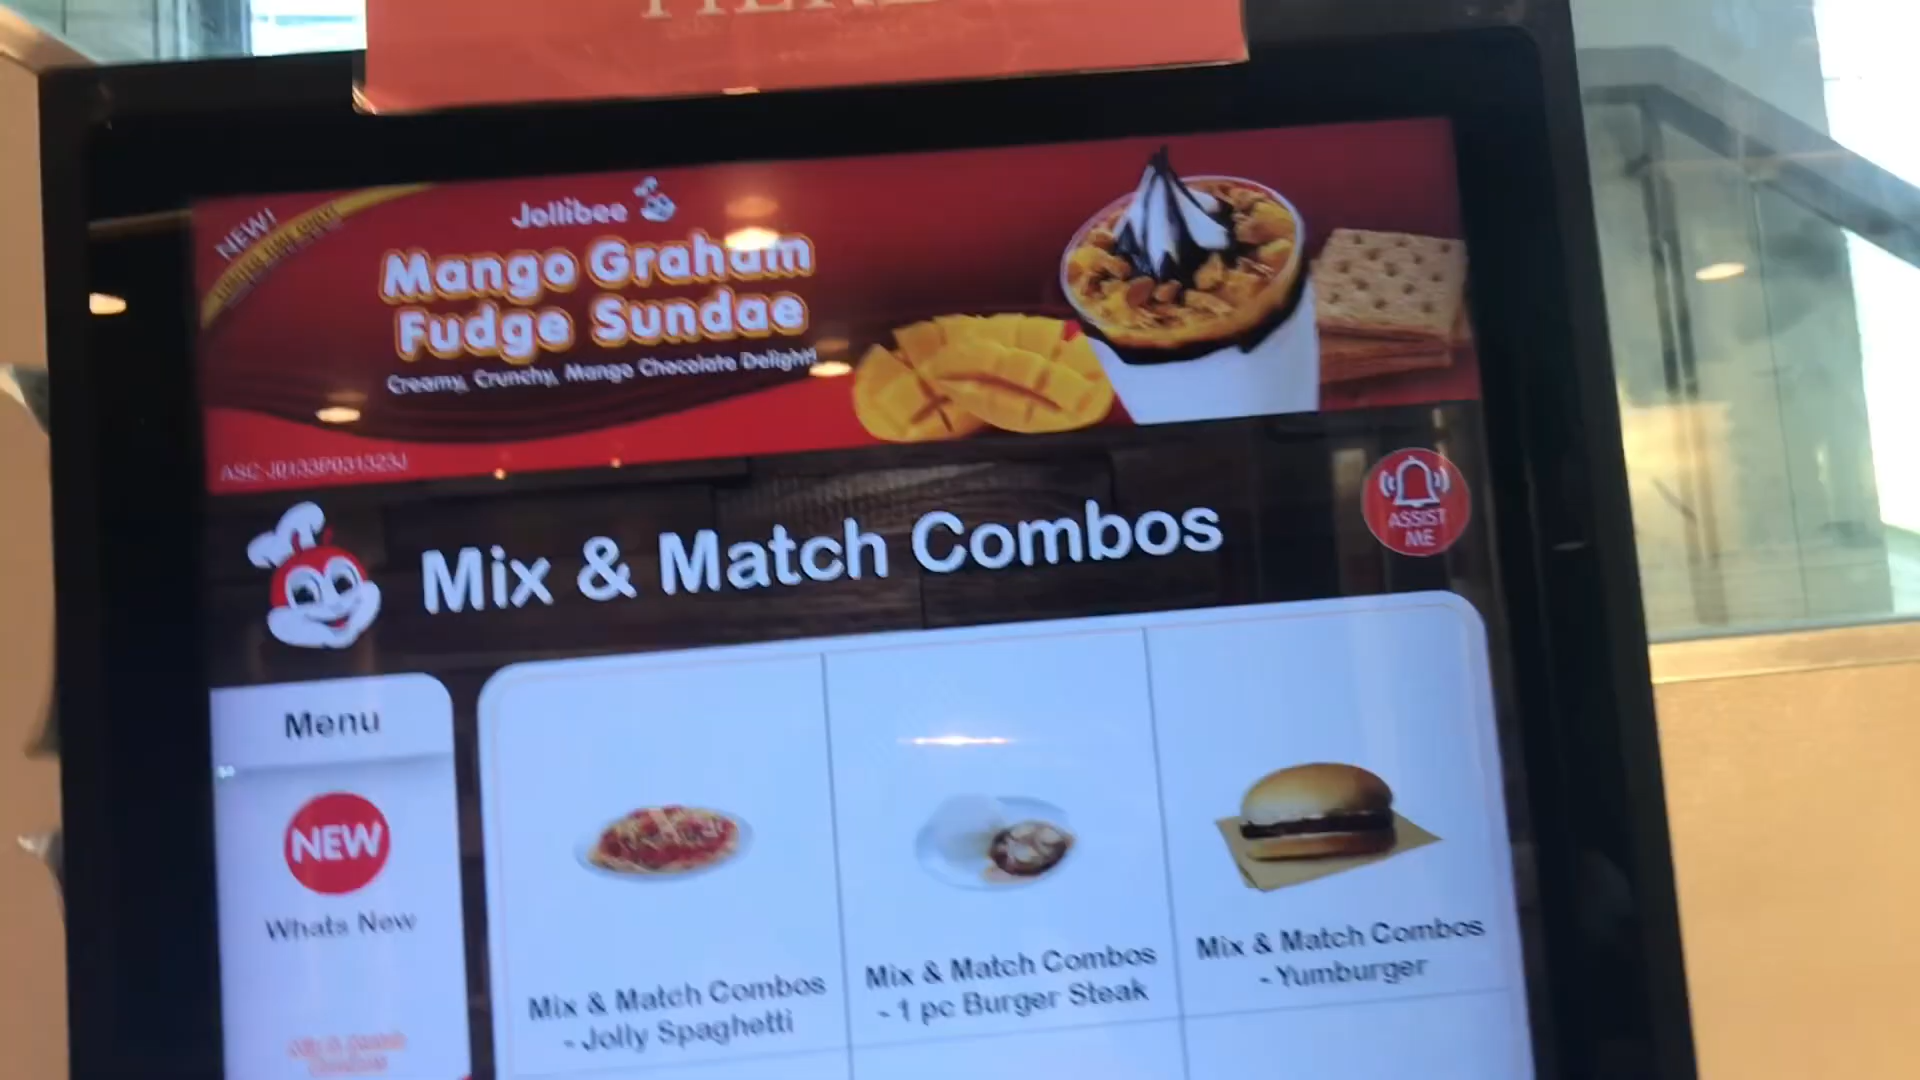 NEW!
Jollibee
Mango Graham
Fudge Sundae
Creamy, Crunchy, Mango Chocolate Delight!
ASC J0133P031323J
Mix & Match Combos
ASSIST
ME
Menu
NEW
Whats New
Mix & Match Combos
- Jolly Spaghetti
Mix & Match Combos
- 1 pc Burger Steak
Mix & Match Combos
- Yumburger